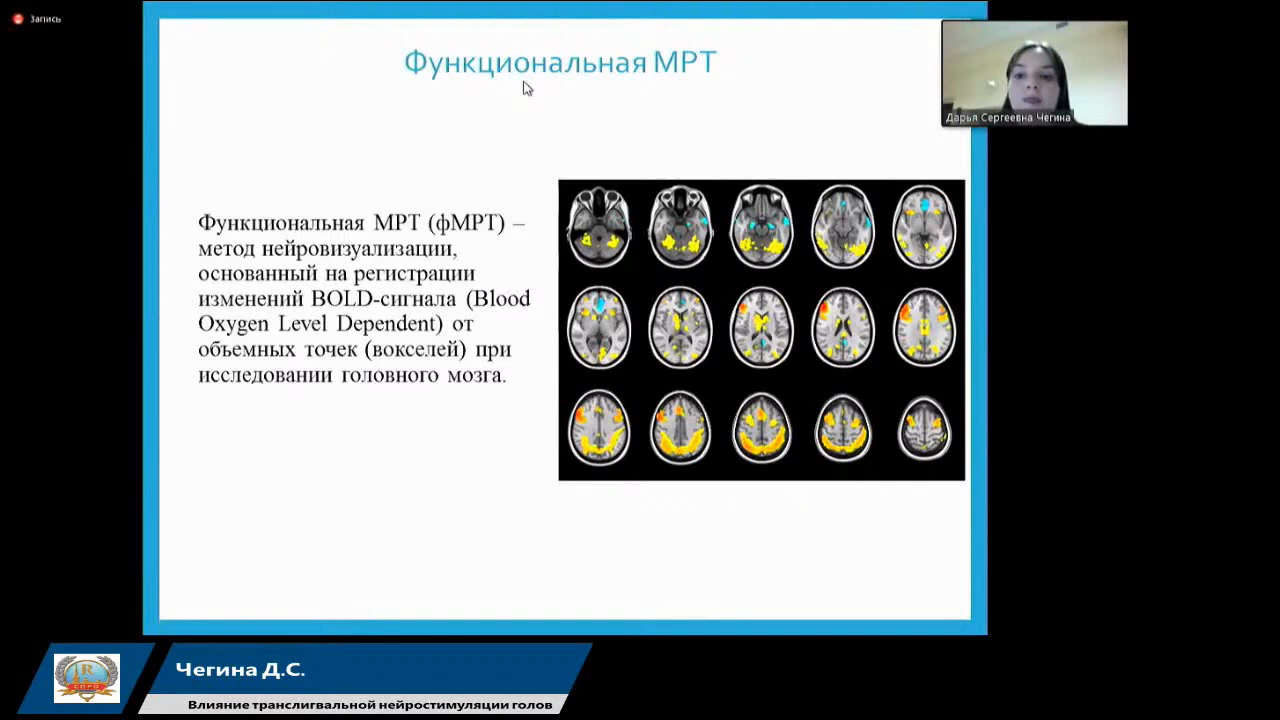 Запись
Функциональная МРТ
Дарья Сергеевна Чегина
Функциональная МРТ (фМРТ) –
метод нейровизуализации,
основанный на регистрации
изменений BOLD-сигнала (Blood
Oxygen Level Dependent) от
объемных точек (вокселей) при
исследовании головного мозга.
R
СПРО
Чегина Д.С.
Влияние транслигвальной нейростимуляции голов